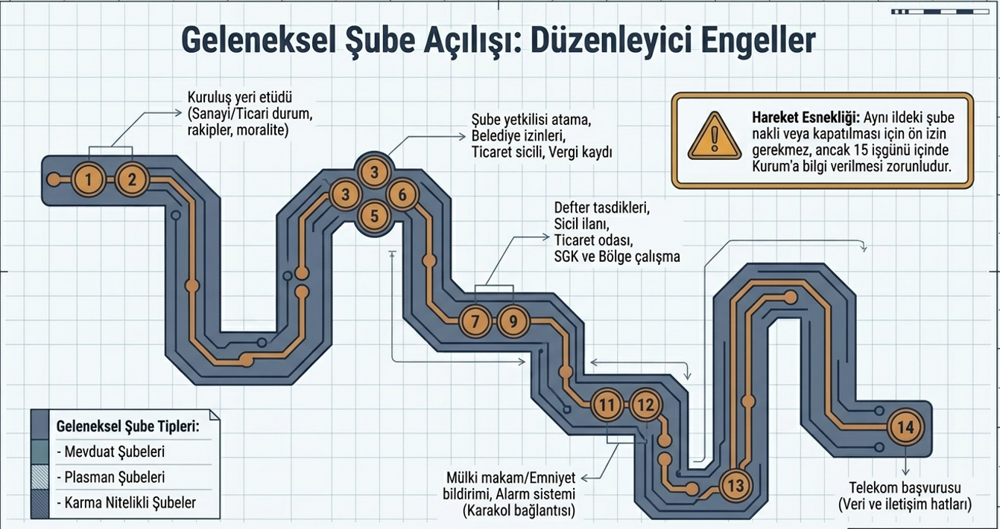 Geleneksel Şube Açılışı: Düzenleyici Engeller
Kuruluş yeri etüdü
(Sanayi/Ticari durum,
rakipler, moralite)
1
2
Şube yetkilisi atama,
Belediye izinleri,
Ticaret sicili, Vergi kaydı
3
3
6
5
Hareket Esnekliği: Aynı ildeki şube
nakli veya kapatılması için ön izin
gerekmez, ancak 15 işgünü içinde
Kurum'a bilgi verilmesi zorunludur.
Defter tasdikleri,
Sicil ilanı,
Ticaret odası,
SGK ve Bölge çalışma
7
9
11
12
Mülki makam/Emniyet
bildirimi, Alarm sistemi
(Karakol bağlantısı)
13
14
Telekom başvurusu
(Veri ve iletişim hatları)
Geleneksel Şube Tipleri:
- Mevduat Şubeleri
- Plasman Şubeleri
- Karma Nitelikli Şubeler